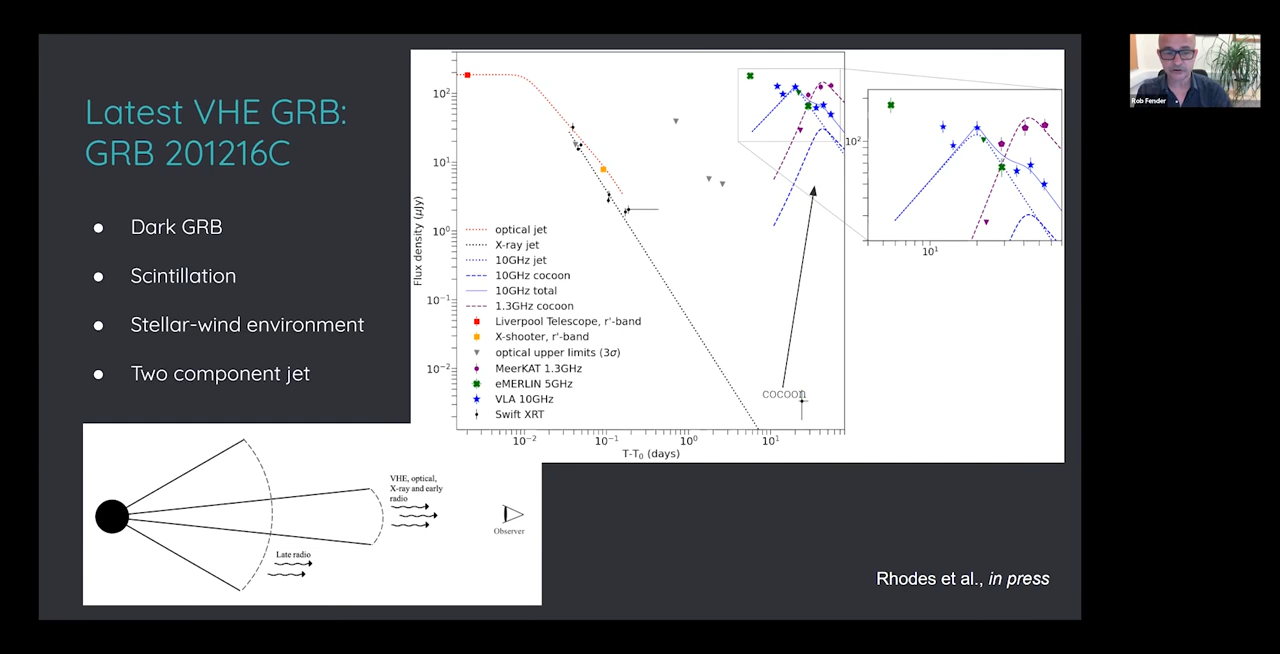 Latest VHE GRB:
GRB 201216C
● Dark GRB
● Scintillation
● Stellar-wind environment
● Two component jet
Flux density (μJy)
10²
10¹
10⁰
10⁻¹
10⁻²
optical jet
X-ray jet
10GHz jet
10GHz cocoon
10GHz total
1.3GHz cocoon
Liverpool Telescope, r'-band
X-shooter, r'-band
optical upper limits (3σ)
MeerKAT 1.3GHz
eMERLIN 5GHz
VLA 10GHz
Swift XRT
cocoon
10⁻² 10⁻¹ 10⁰ 10¹
T-T₀ (days)
10²
10¹
Rob Fender
VHE, optical,
X-ray and early
radio
Observer
Late radio
Rhodes et al., in press